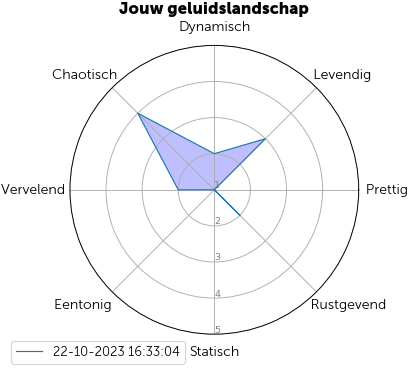 Jouw geluidslandschap
Dynamisch
Chaotisch
Levendig
Vervelend
1
Prettig
2
3
4
Eentonig
Rustgevend
5
22-10-2023 16:33:04
Statisch